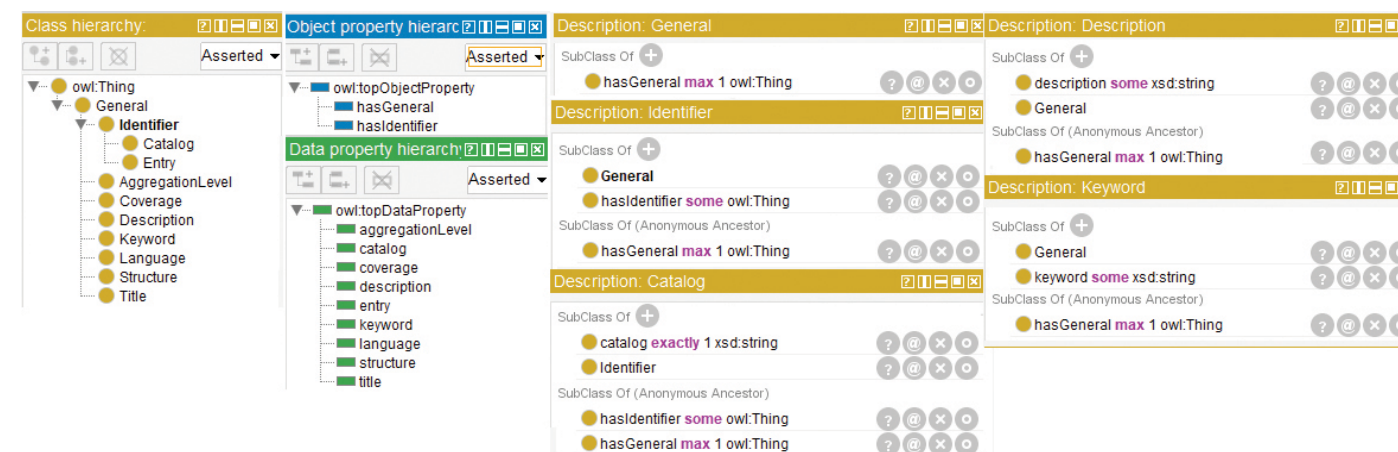 Class hierarchy:
Asserted
owl:Thing
General
Identifier
Catalog
Entry
AggregationLevel
Coverage
Description
Keyword
Language
Structure
Title
Object property hierarc
Asserted
owl:topObjectProperty
hasGeneral
hasIdentifier
Data property hierarchy
Asserted
owl:topDataProperty
aggregationLevel
catalog
coverage
description
entry
keyword
language
structure
title
Description: General
SubClass Of
hasGeneral max 1 owl:Thing
Description: Identifier
SubClass Of
General
hasIdentifier some owl:Thing
SubClass Of (Anonymous Ancestor)
hasGeneral max 1 owl:Thing
Description: Catalog
SubClass Of
catalog exactly 1 xsd:string
Identifier
SubClass Of (Anonymous Ancestor)
hasIdentifier some owl:Thing
hasGeneral max 1 owl:Thing
Description: Description
SubClass Of
description some xsd:string
General
SubClass Of (Anonymous Ancestor)
hasGeneral max 1 owl:Thing
Description: Keyword
SubClass Of
General
keyword some xsd:string
SubClass Of (Anonymous Ancestor)
hasGeneral max 1 owl:Thing